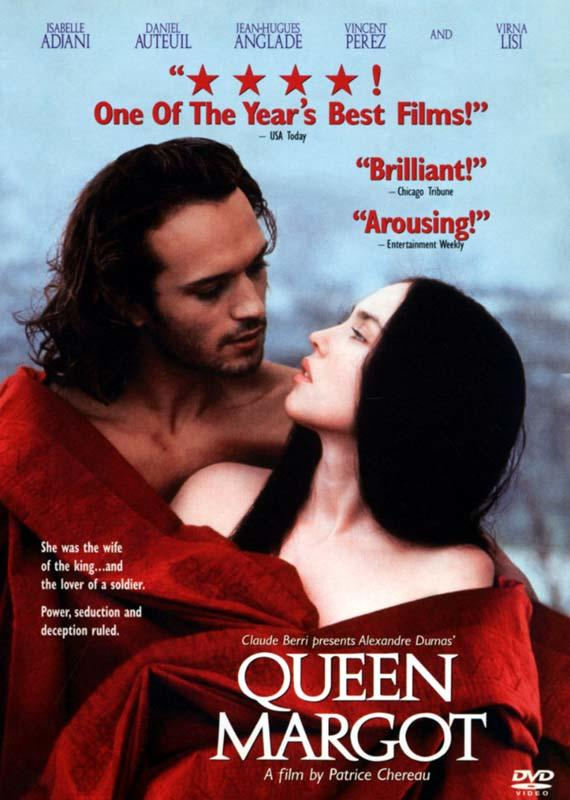 ISABELLE ADJANI
DANIEL AUTEUIL
JEAN-HUGUES ANGLADE
VINCENT PEREZ
AND
VIRNA LISI
“★★★★!
One Of The Year's Best Films!”
— USA Today
“Brilliant!”
— Chicago Tribune
“Arousing!”
— Entertainment Weekly
She was the wife
of the king...and
the lover of a soldier.
Power, seduction and
deception ruled.
Claude Berri presents Alexandre Dumas'
QUEEN
MARGOT
A film by Patrice Chereau
DVD
VIDEO